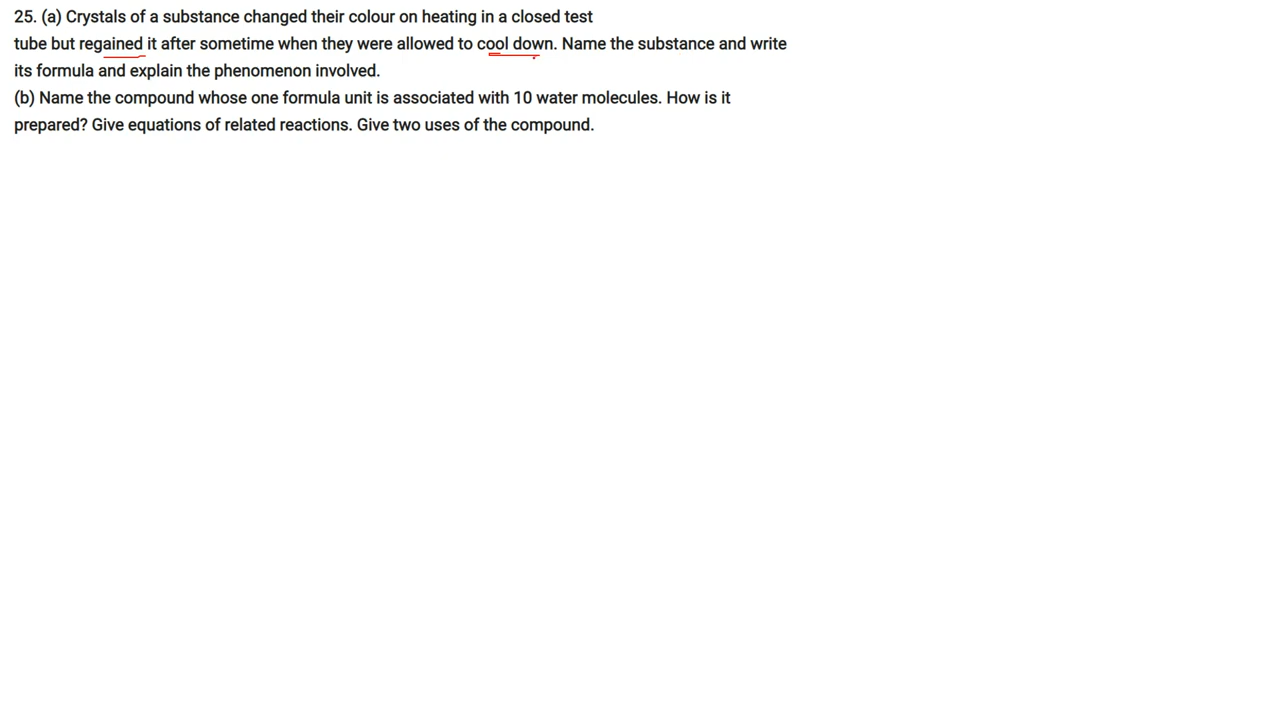 25. (a) Crystals of a substance changed their colour on heating in a closed test
tube but regained it after sometime when they were allowed to cool down. Name the substance and write
its formula and explain the phenomenon involved.
(b) Name the compound whose one formula unit is associated with 10 water molecules. How is it
prepared? Give equations of related reactions. Give two uses of the compound.